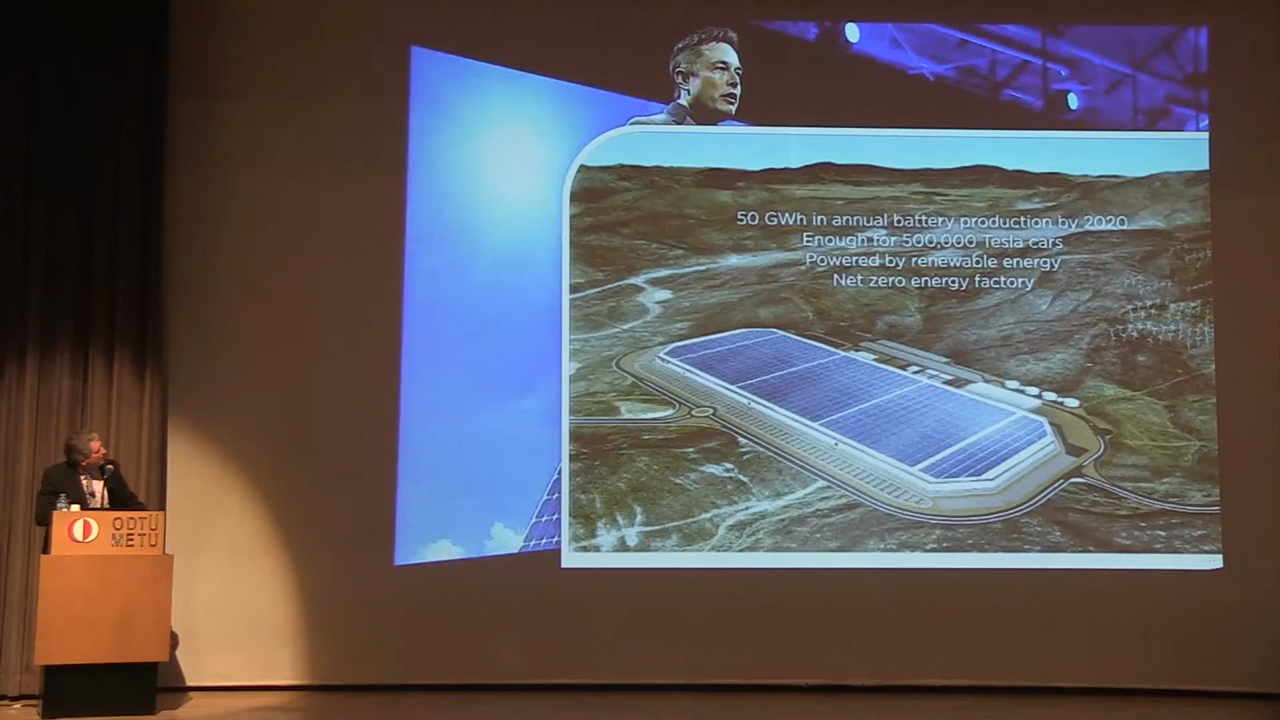 50 GWh in annual battery production by 2020
Enough for 500,000 Tesla cars
Powered by renewable energy
Net zero energy factory
ODTÜ
METU